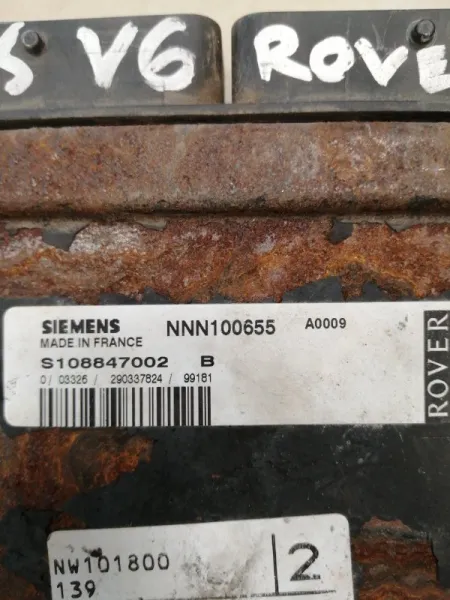 V6 ROVE
SIEMENS NNN100655 A0009
MADE IN FRANCE
S108847002 B
0/ 03326/ 290337824/ 99181
ROVER
NW101800
139
2